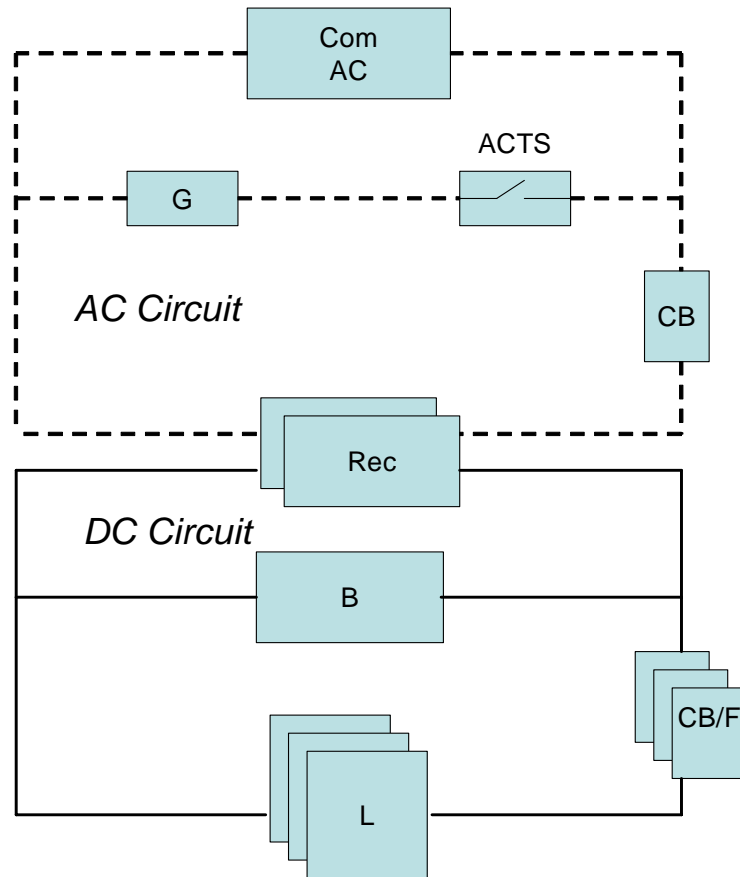 Com
AC
ACTS
G
AC Circuit
CB
Rec
DC Circuit
B
CB/F
L